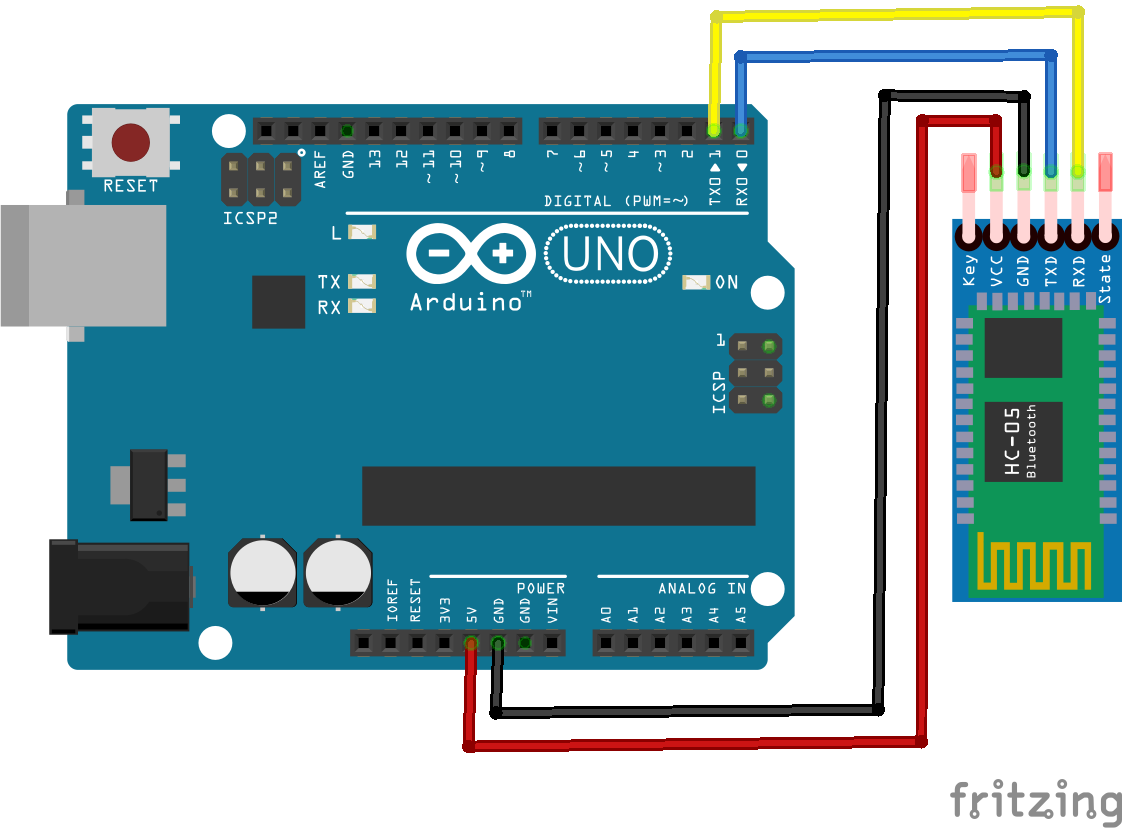 RESET
ICSP2
AREF
GND
13
12
~11
~10
~9
8
7
~6
~5
4
~3
2
TX0▶1
RX0◀0
DIGITAL (PWM=~)
L
TX
RX
Arduino™
UNO
ON
1
ICSP
Key
VCC
GND
TXD
RXD
State
HC-05
Bluetooth
POWER
ANALOG IN
IOREF
RESET
3V3
5V
GND
GND
VIN
A0
A1
A2
A3
A4
A5
fritzing